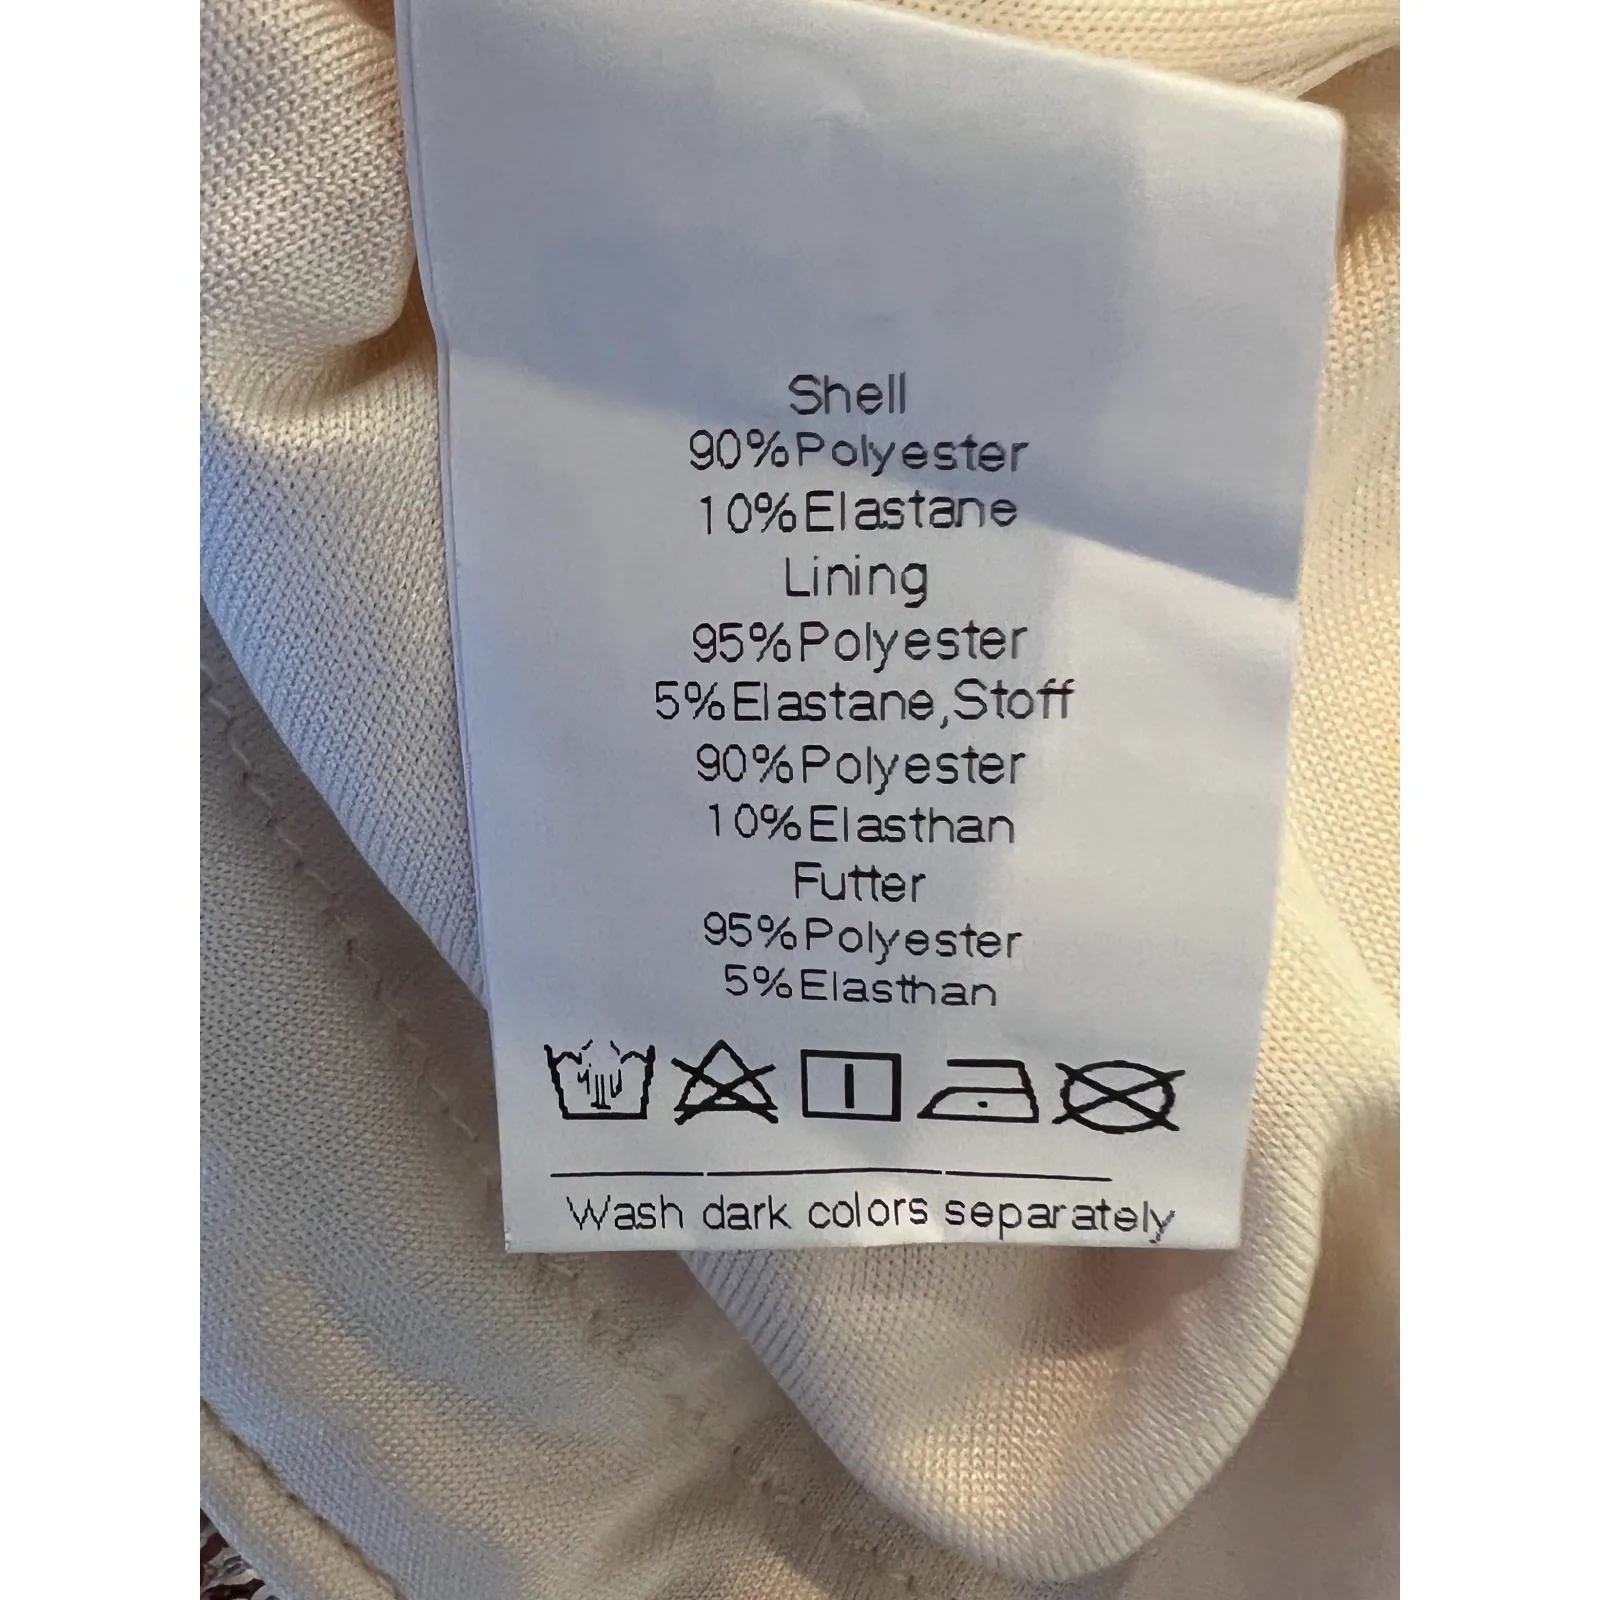 Shell
90%Polyester
10%Elastane
Lining
95%Polyester
5%Elastane,Stoff
90%Polyester
10%Elasthan
Futter
95%Polyester
5%Elasthan
Wash dark colors separately